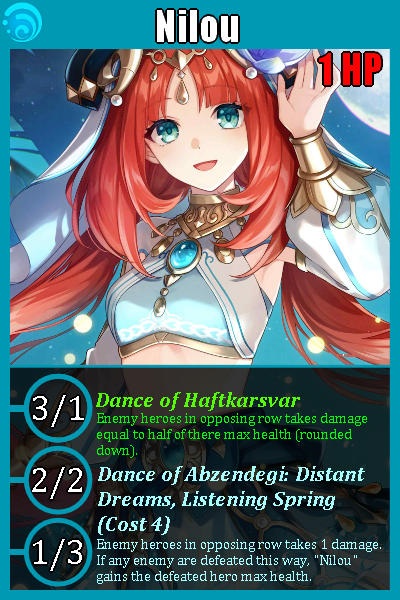 Nilou
1 HP
3/1
Dance of Haftkarsvar
Enemy heroes in opposing row takes damage
equal to half of there max health (rounded
down).
2/2
Dance of Abzendegi: Distant
Dreams, Listening Spring
(Cost 4)
1/3
Enemy heroes in opposing row takes 1 damage.
If any enemy are defeated this way, "Nilou"
gains the defeated hero max health.